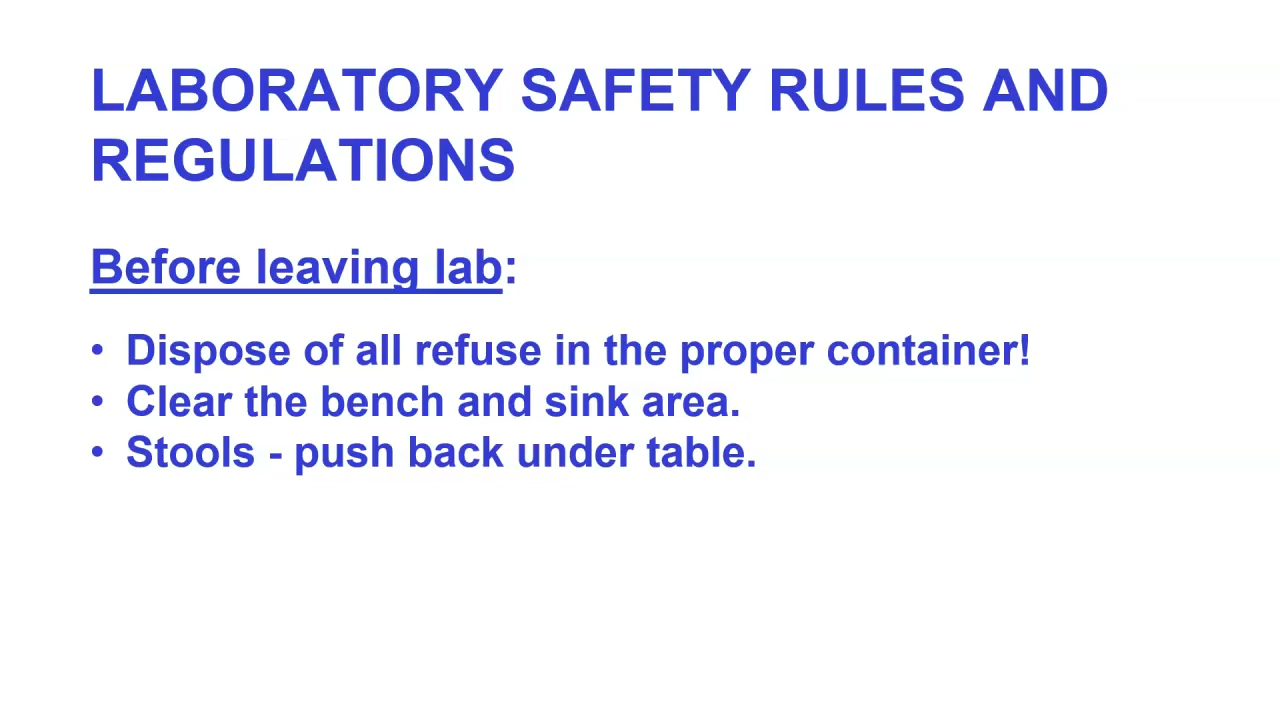 LABORATORY SAFETY RULES AND
REGULATIONS
Before leaving lab:
• Dispose of all refuse in the proper container!
• Clear the bench and sink area.
• Stools - push back under table.